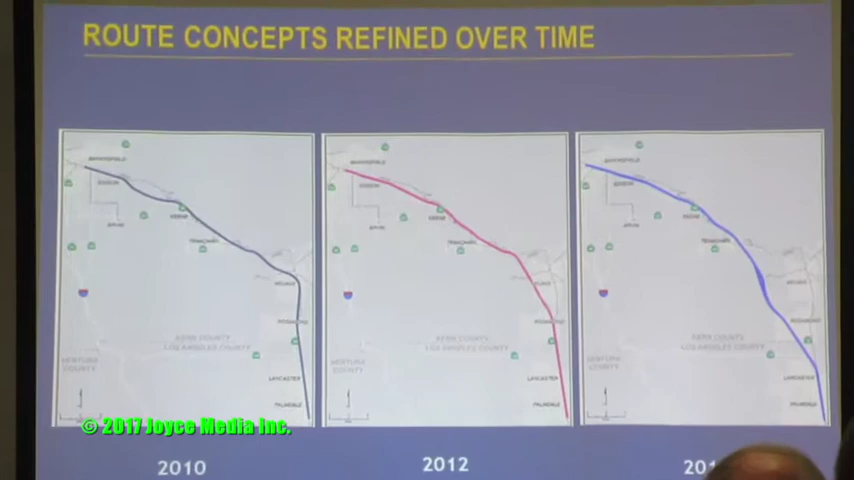 ROUTE CONCEPTS REFINED OVER TIME
BAKERSFIELD
EDISON
ARVIN
KEENE
TEHACHAPI
MOJAVE
ROSAMOND
KERN COUNTY
LOS ANGELES COUNTY
VENTURA
COUNTY
LANCASTER
PALMDALE
BAKERSFIELD
EDISON
ARVIN
KEENE
TEHACHAPI
ROSAMOND
KERN COUNTY
LOS ANGELES COUNTY
VENTURA
COUNTY
LANCASTER
PALMDALE
BAKERSFIELD
EDISON
ARVIN
KEENE
TEHACHAPI
MOJAVE
ROSAMOND
KERN COUNTY
LOS ANGELES COUNTY
VENTURA
COUNTY
LANCASTER
PALMDALE
© 2017 Joyce Media Inc.
2010
2012